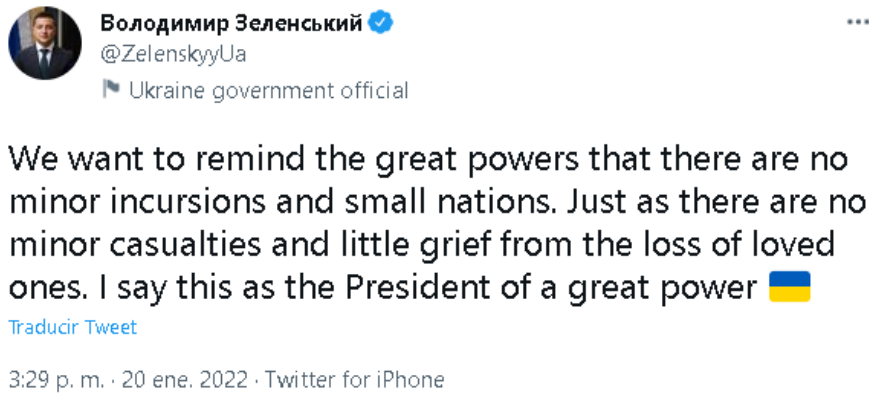 Володимир Зеленський
@ZelenskyyUa
Ukraine government official
We want to remind the great powers that there are no
minor incursions and small nations. Just as there are no
minor casualties and little grief from the loss of loved
ones. I say this as the President of a great power 🇺🇦
Traducir Tweet
3:29 p. m. · 20 ene. 2022 · Twitter for iPhone